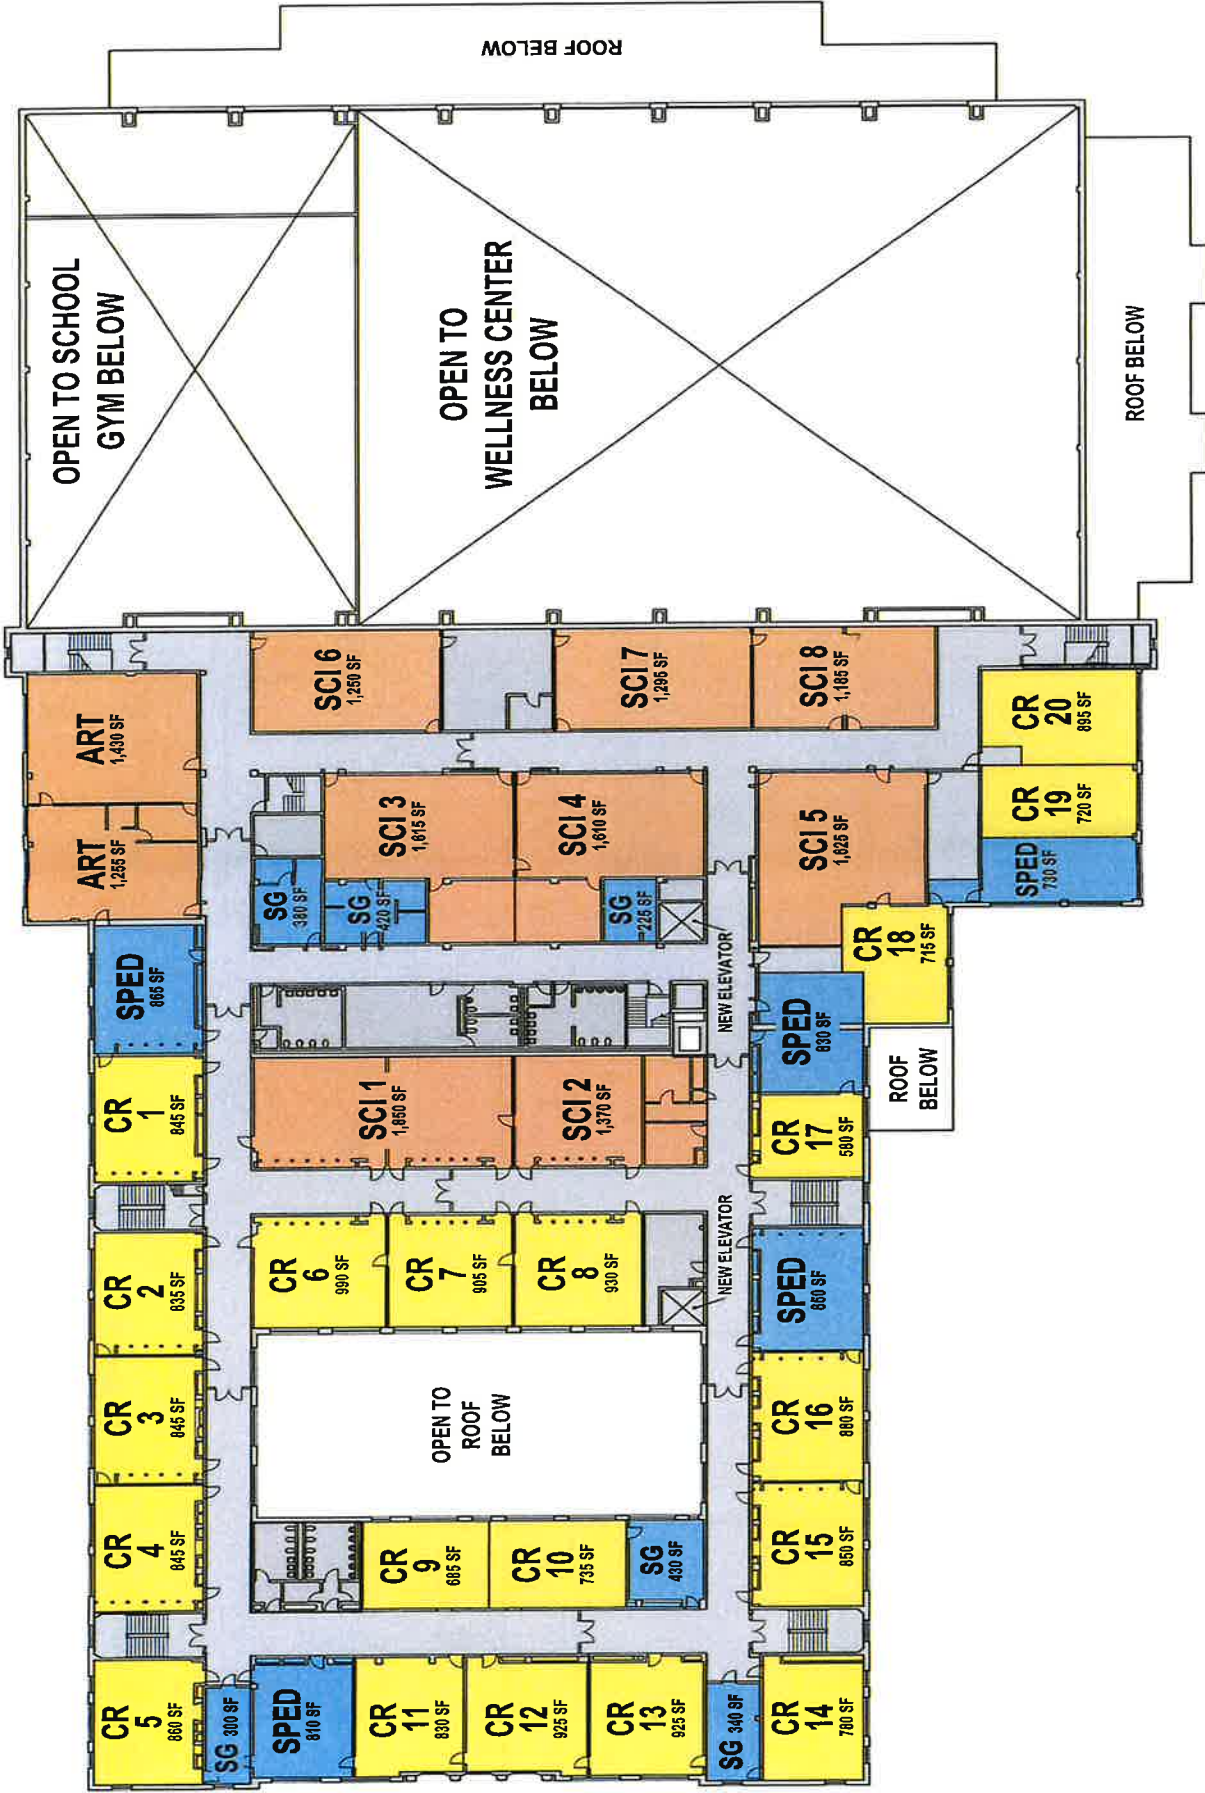 ROOF BELOW
OPEN TO SCHOOL
GYM BELOW
OPEN TO
WELLNESS CENTER
BELOW
ROOF BELOW
ART
1,430 SF
SCI 6
1,250 SF
SCI 7
1,295 SF
SCI 8
1,185 SF
CR
20
895 SF
ART
1,255 SF
SCI 3
1,615 SF
SCI 4
1,610 SF
SCI 5
1,625 SF
CR
19
720 SF
SG
380 SF
SG
420 SF
SG
225 SF
SPED
730 SF
SPED
865 SF
NEW ELEVATOR
CR
18
715 SF
SPED
830 SF
ROOF
BELOW
CR
1
845 SF
SCI 1
1,850 SF
SCI 2
1,370 SF
CR
17
580 SF
CR
2
835 SF
CR
6
990 SF
CR
7
905 SF
CR
8
930 SF
NEW ELEVATOR
SPED
860 SF
CR
3
845 SF
OPEN TO
ROOF
BELOW
CR
16
880 SF
CR
4
845 SF
CR
9
685 SF
CR
10
735 SF
SG
430 SF
CR
15
850 SF
CR
5
860 SF
SG 300 SF
SPED
810 SF
CR
11
830 SF
CR
12
925 SF
CR
13
925 SF
SG 340 SF
CR
14
780 SF